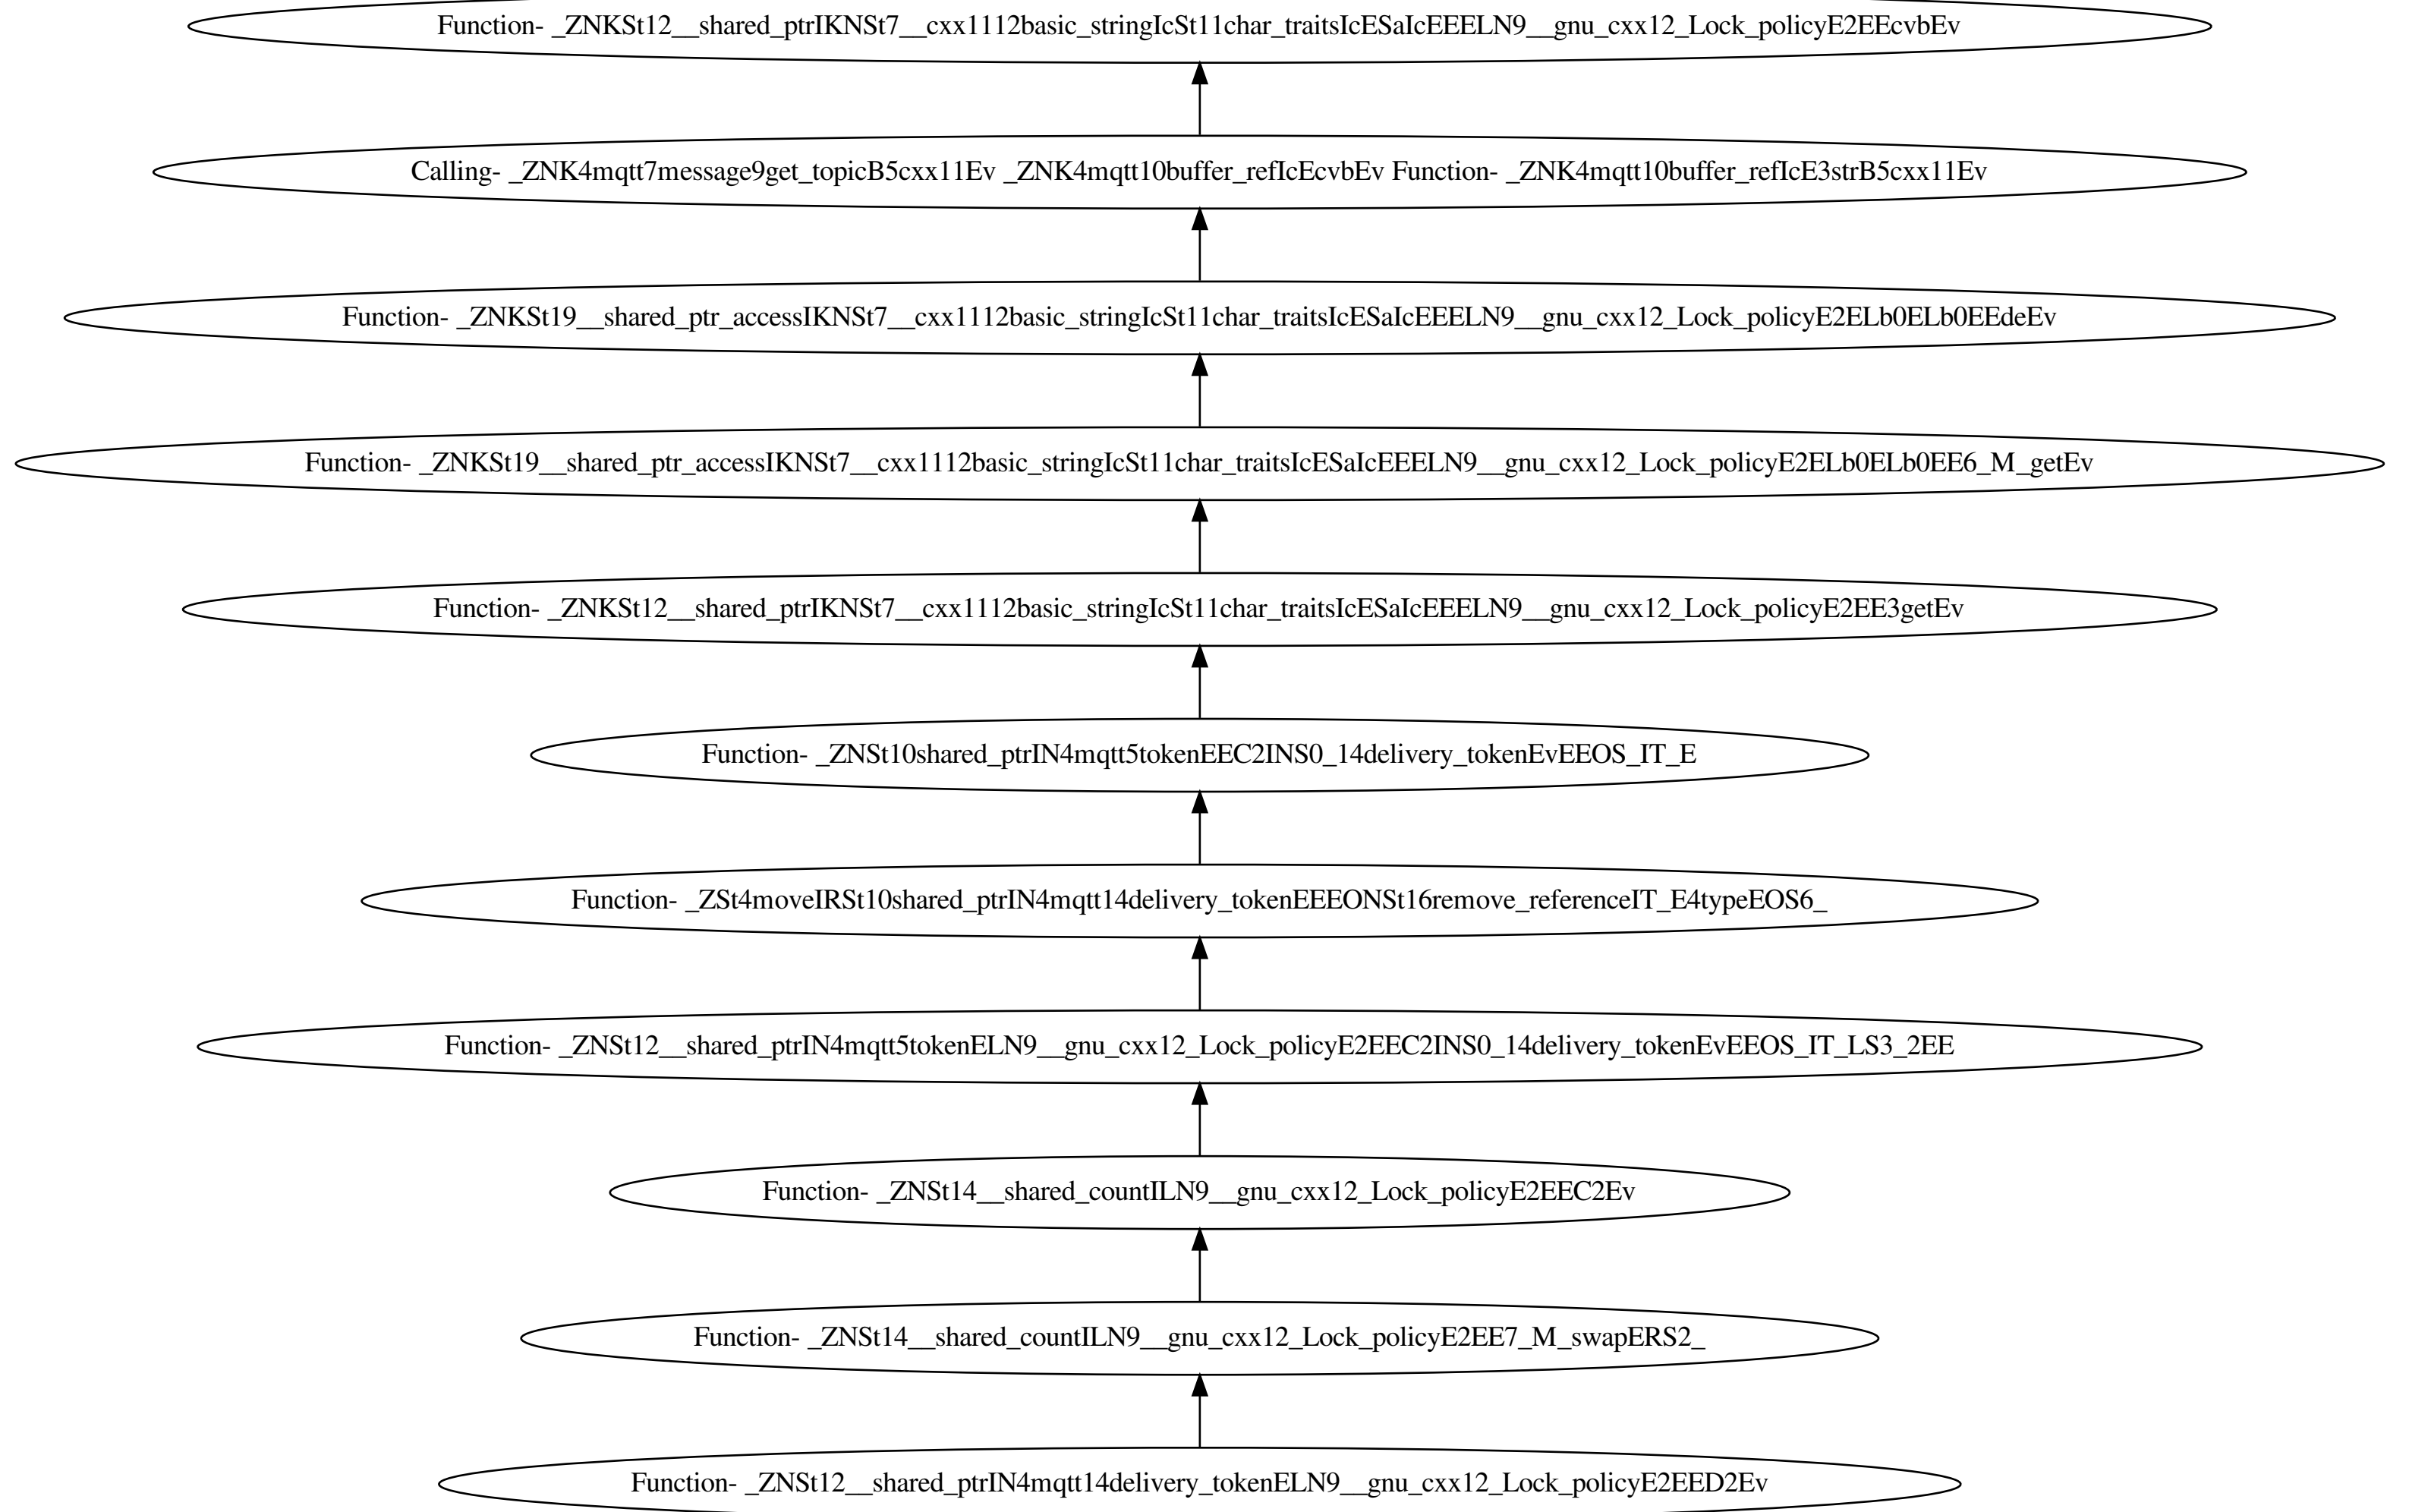 Function- _ZNKSt12__shared_ptrIKNSt7__cxx1112basic_stringIcSt11char_traitsIcESaIcEEELN9__gnu_cxx12_Lock_policyE2EEcvbEv
Calling- _ZNK4mqtt7message9get_topicB5cxx11Ev _ZNK4mqtt10buffer_refIcEcvbEv Function- _ZNK4mqtt10buffer_refIcE3strB5cxx11Ev
Function- _ZNKSt19__shared_ptr_accessIKNSt7__cxx1112basic_stringIcSt11char_traitsIcESaIcEEELN9__gnu_cxx12_Lock_policyE2ELb0ELb0EEdeEv
Function- _ZNKSt19__shared_ptr_accessIKNSt7__cxx1112basic_stringIcSt11char_traitsIcESaIcEEELN9__gnu_cxx12_Lock_policyE2ELb0ELb0EE6_M_getEv
Function- _ZNKSt12__shared_ptrIKNSt7__cxx1112basic_stringIcSt11char_traitsIcESaIcEEELN9__gnu_cxx12_Lock_policyE2EE3getEv
Function- _ZNSt10shared_ptrIN4mqtt5tokenEEC2INS0_14delivery_tokenEvEEOS_IT_E
Function- _ZSt4moveIRSt10shared_ptrIN4mqtt14delivery_tokenEEEONSt16remove_referenceIT_E4typeEOS6_
Function- _ZNSt12__shared_ptrIN4mqtt5tokenELN9__gnu_cxx12_Lock_policyE2EEC2INS0_14delivery_tokenEvEEOS_IT_LS3_2EE
Function- _ZNSt14__shared_countILN9__gnu_cxx12_Lock_policyE2EEC2Ev
Function- _ZNSt14__shared_countILN9__gnu_cxx12_Lock_policyE2EE7_M_swapERS2_
Function- _ZNSt12__shared_ptrIN4mqtt14delivery_tokenELN9__gnu_cxx12_Lock_policyE2EED2Ev